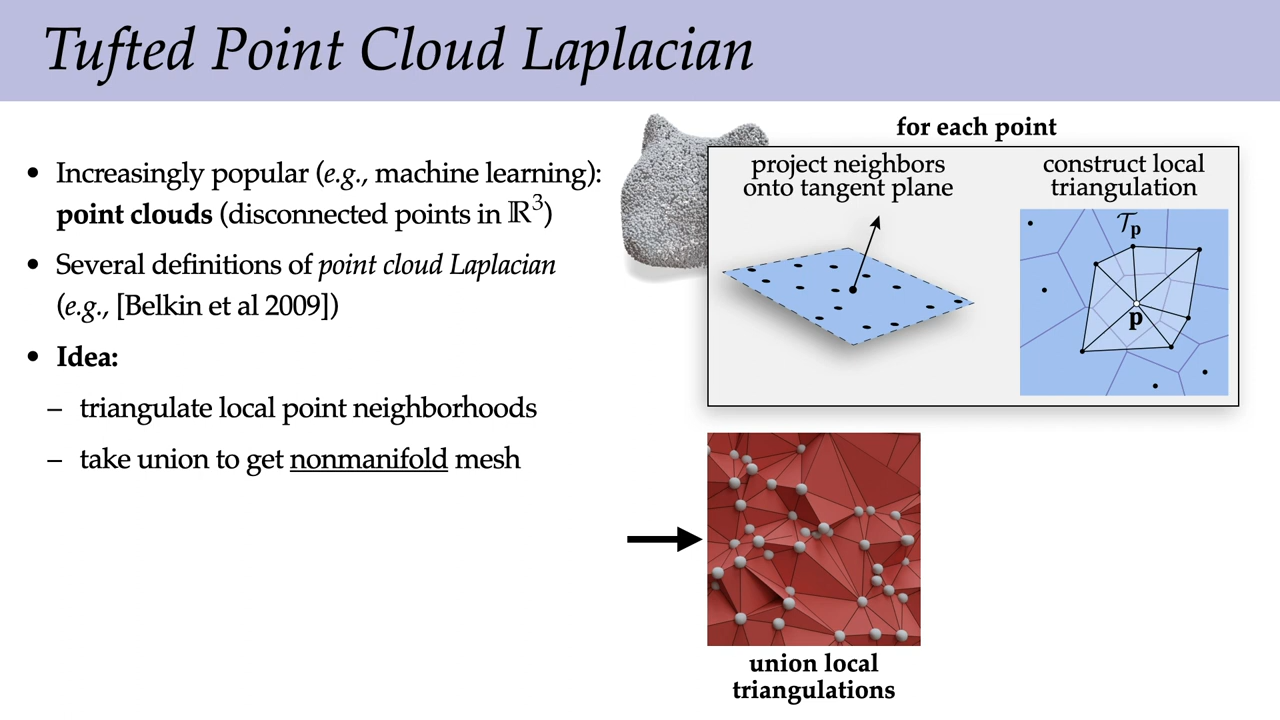 Tufted Point Cloud Laplacian
• Increasingly popular (e.g., machine learning):
point clouds (disconnected points in ℝ³)
• Several definitions of point cloud Laplacian
(e.g., [Belkin et al 2009])
• Idea:
– triangulate local point neighborhoods
– take union to get nonmanifold mesh
for each point
project neighbors
onto tangent plane
construct local
triangulation
𝒯p
p
union local
triangulations